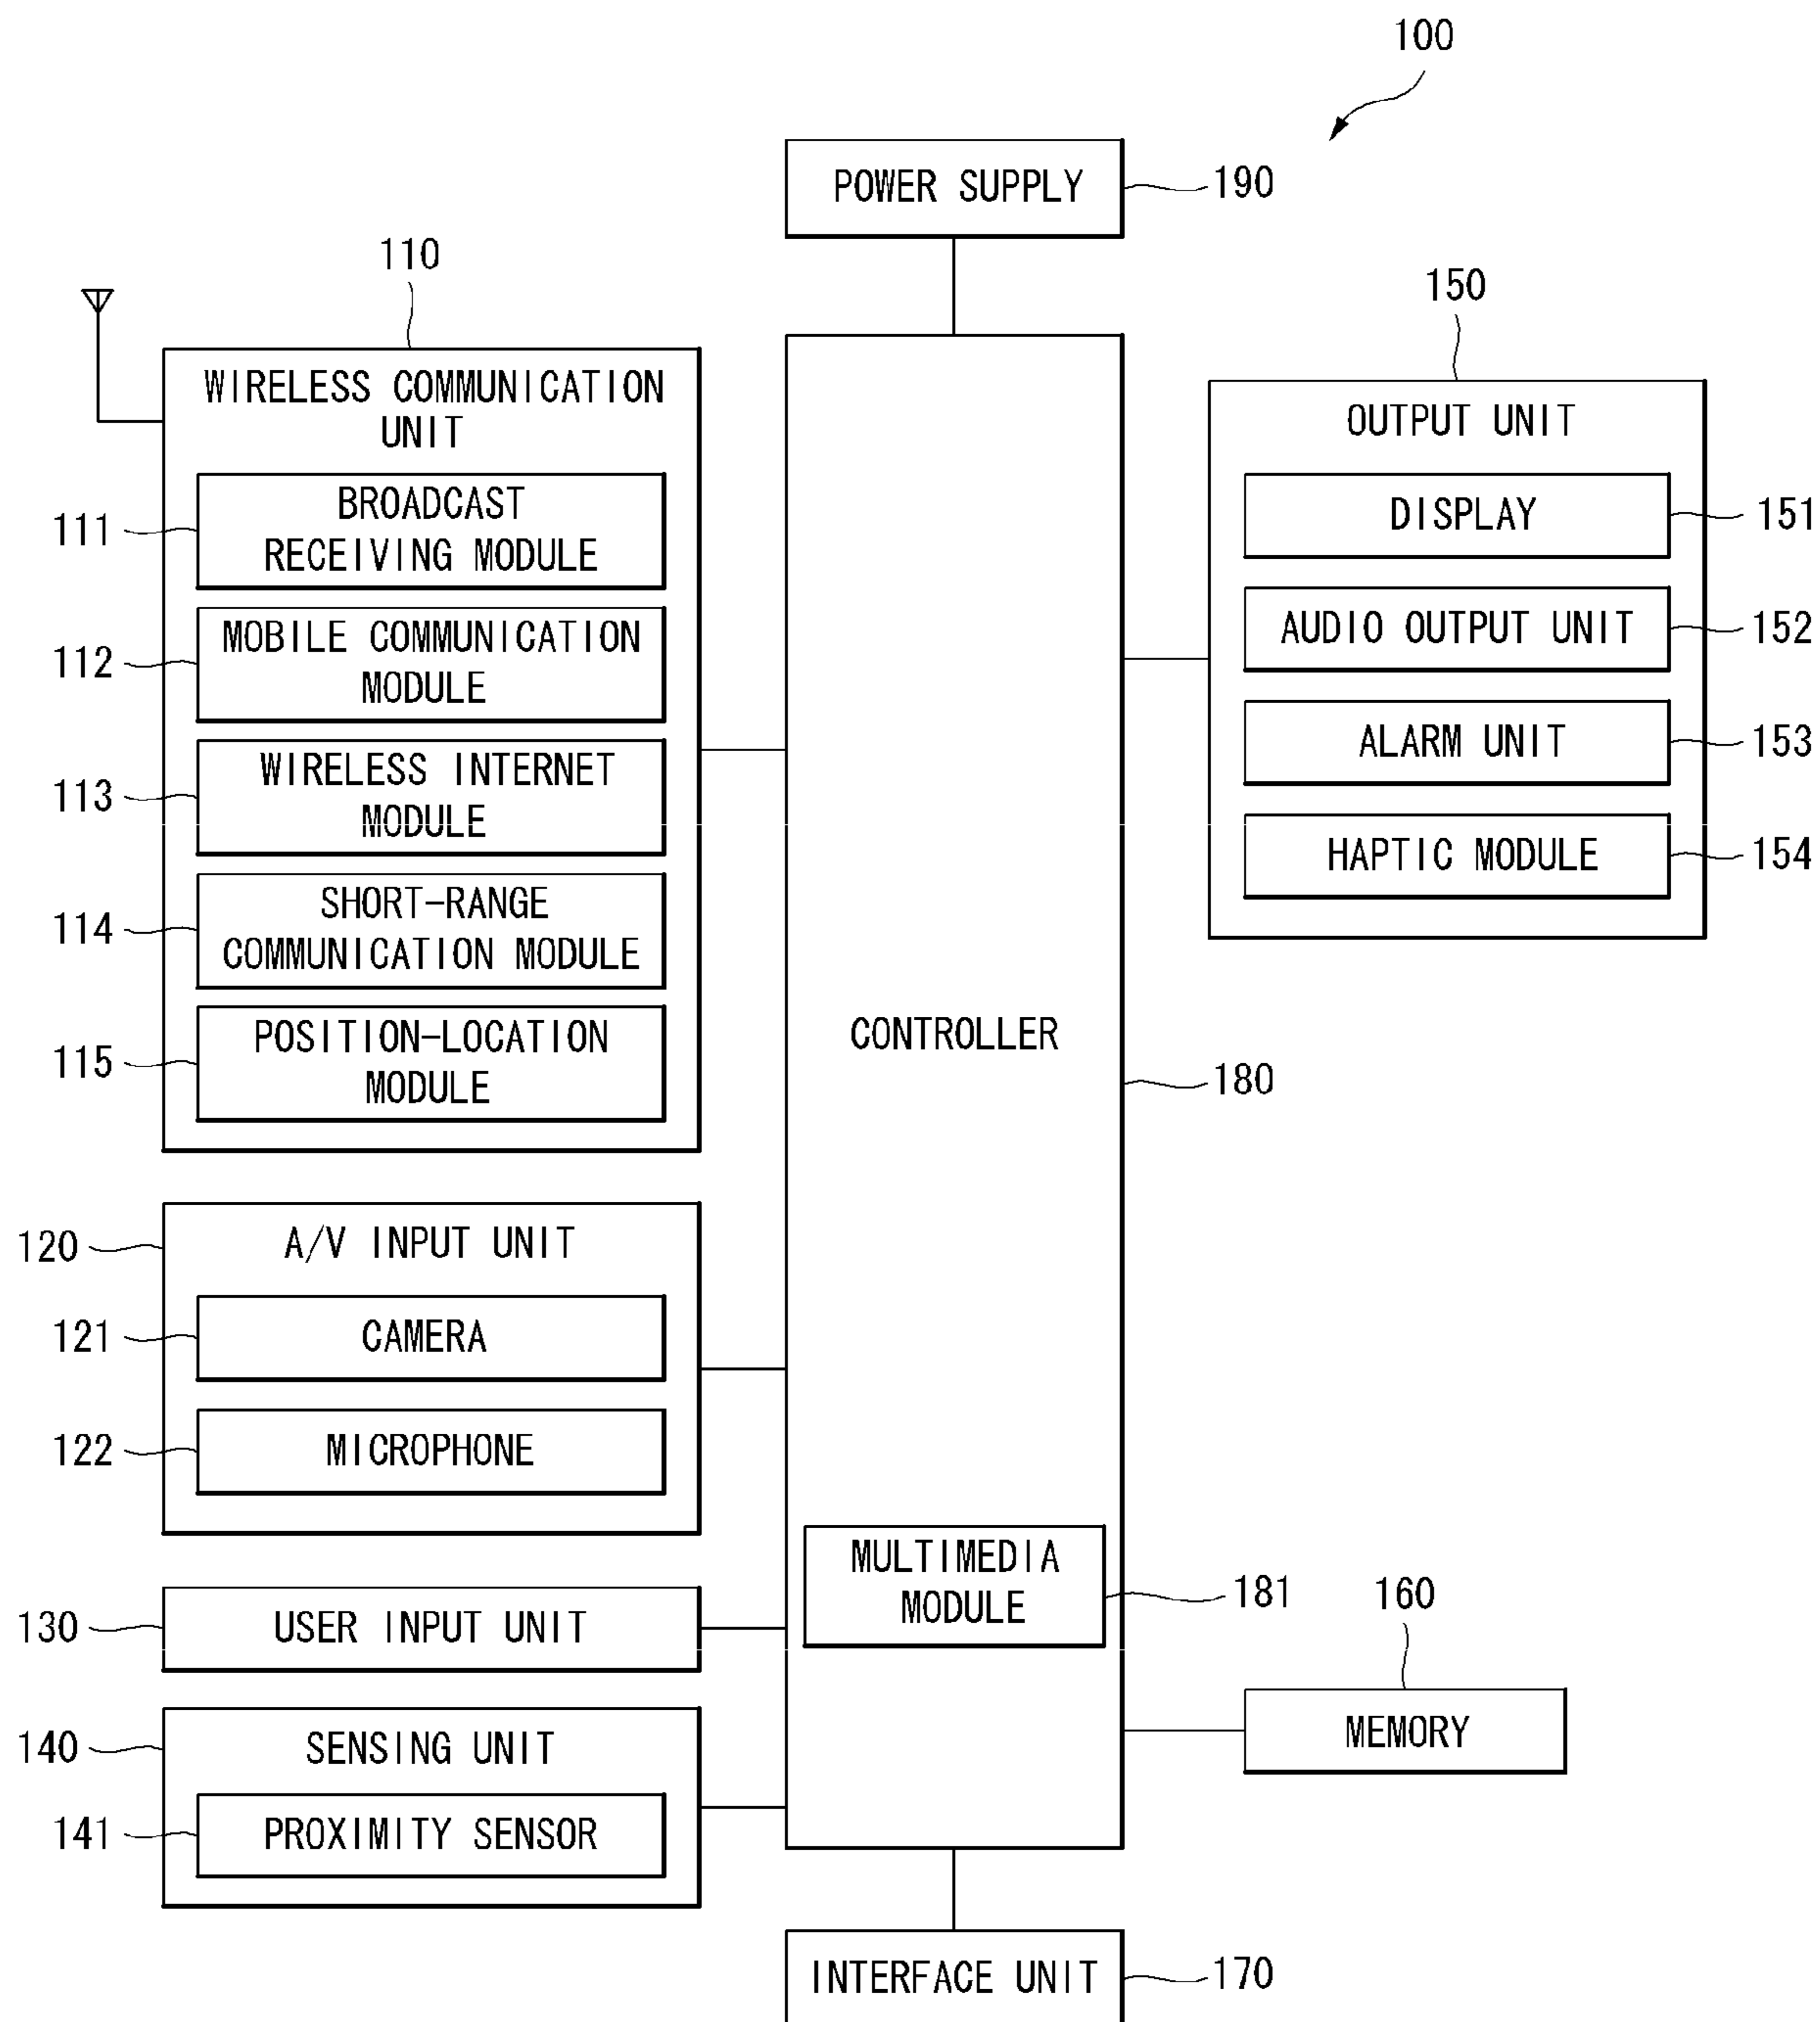 100
POWER SUPPLY
190
110
WIRELESS COMMUNICATION
UNIT
111
BROADCAST
RECEIVING MODULE
112
MOBILE COMMUNICATION
MODULE
113
WIRELESS INTERNET
MODULE
114
SHORT-RANGE
COMMUNICATION MODULE
115
POSITION-LOCATION
MODULE
120
A/V INPUT UNIT
121
CAMERA
122
MICROPHONE
130
USER INPUT UNIT
140
SENSING UNIT
141
PROXIMITY SENSOR
CONTROLLER
180
MULTIMEDIA
MODULE
181
150
OUTPUT UNIT
DISPLAY
151
AUDIO OUTPUT UNIT
152
ALARM UNIT
153
HAPTIC MODULE
154
160
MEMORY
INTERFACE UNIT
170